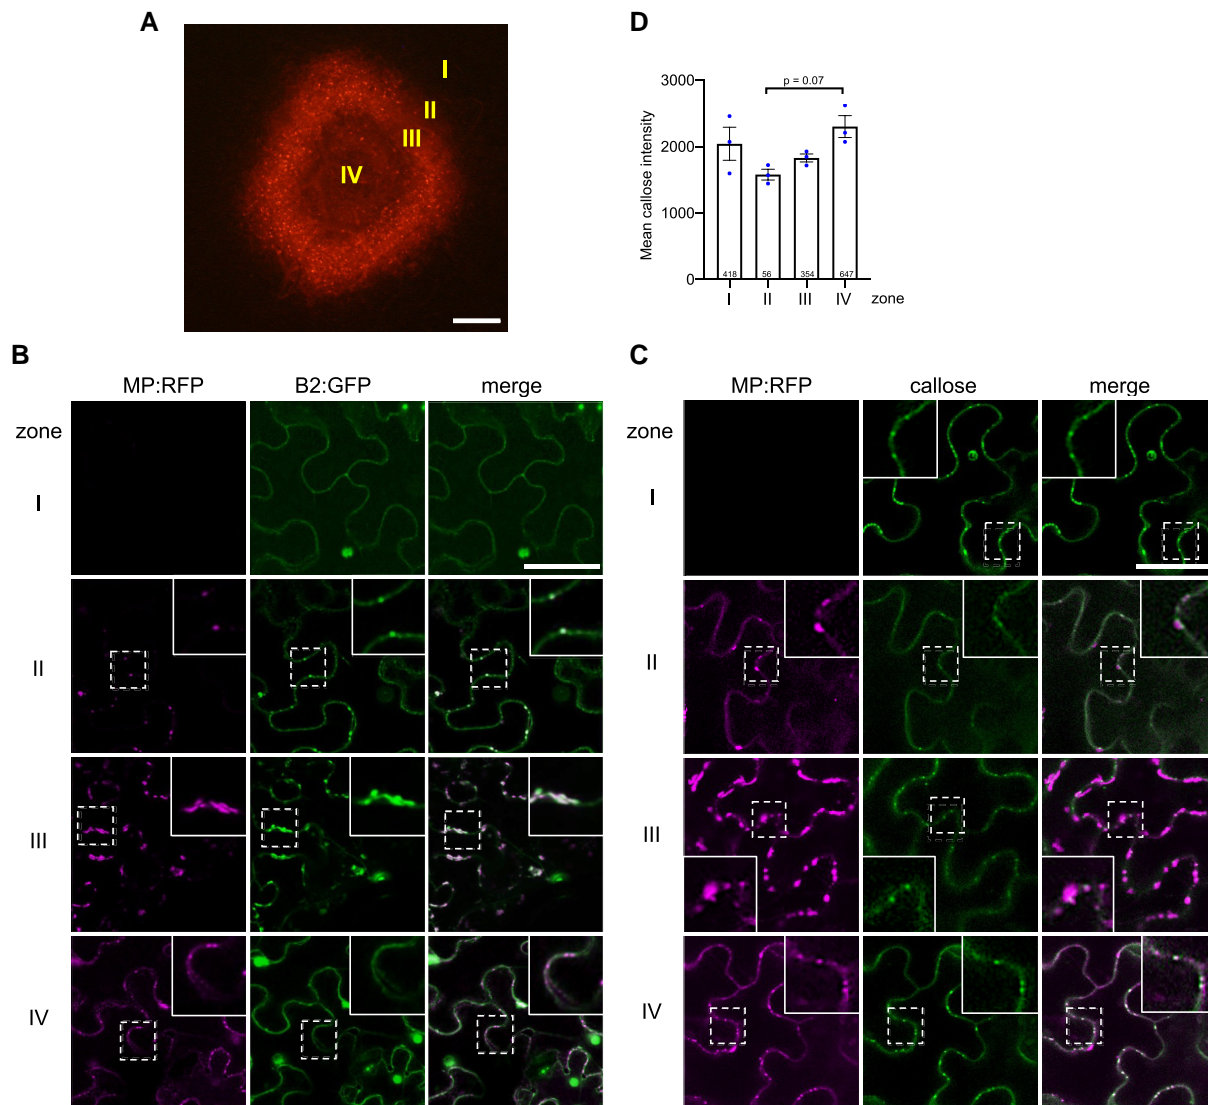 A
I
II
III
IV
D
3000
2000
1000
0
Mean callose intensity
p = 0.07
418
56
354
647
I
II
III
IV
zone
B
MP:RFP
B2:GFP
merge
zone
I
II
III
IV
C
MP:RFP
callose
merge
zone
I
II
III
IV